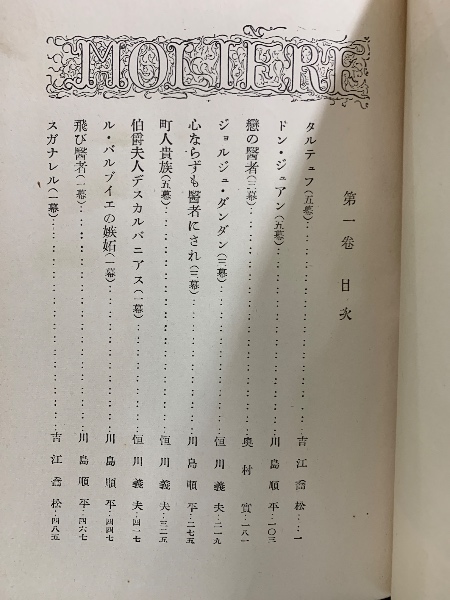 MOLIÈRE
第一巻 目次
タルテュフ(五幕)……吉江喬松…一
ドン・ジュアン(五幕)……川島順平…一〇三
戀の醫者(三幕)……奥村實…一八一
ジョルジュ・ダンダン(三幕)……恒川義夫…二一九
心ならずも醫者にされ(三幕)……川島順平…二七五
町人貴族(五幕)……恒川義夫…三二五
伯爵夫人デスカルバニアス(一幕)……恒川義夫…四一七
ル・バルブイエの嫉妬(一幕)……川島順平…四四七
飛び醫者(一幕)……川島順平…四六七
スガナレル(一幕)……吉江喬松…四八五